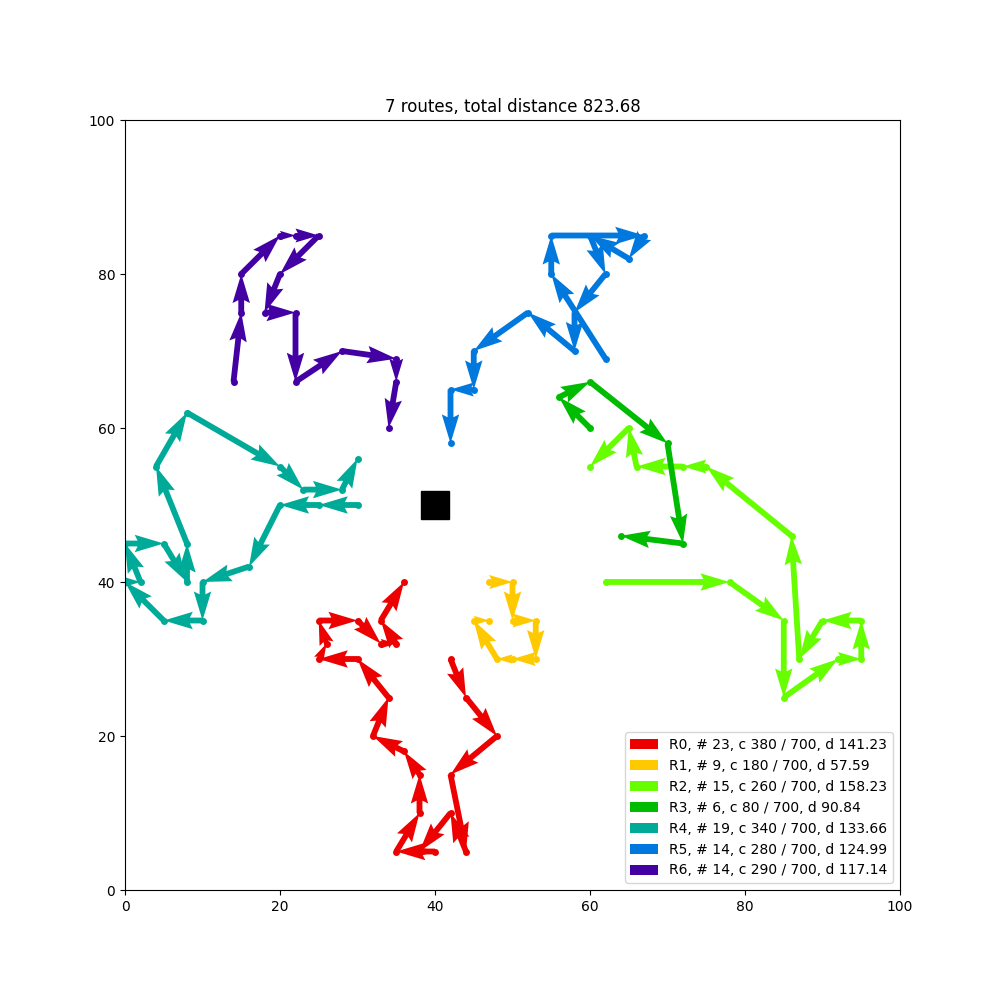 7 routes, total distance 823.68
100
80
60
40
20
0
0 20 40 60 80 100
R0, # 23, c 380 / 700, d 141.23
R1, # 9, c 180 / 700, d 57.59
R2, # 15, c 260 / 700, d 158.23
R3, # 6, c 80 / 700, d 90.84
R4, # 19, c 340 / 700, d 133.66
R5, # 14, c 280 / 700, d 124.99
R6, # 14, c 290 / 700, d 117.14